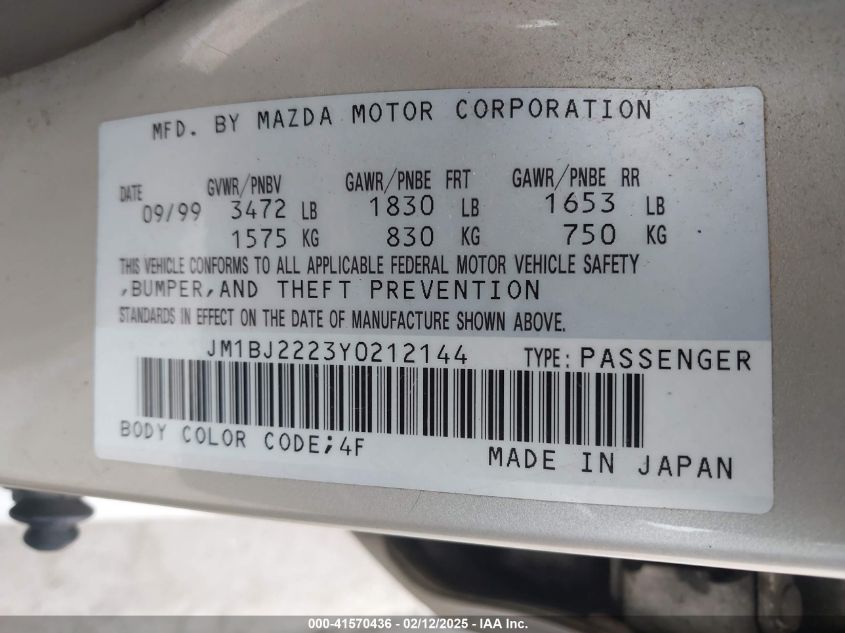 MFD. BY MAZDA MOTOR CORPORATION
DATE GVWR/PNBV GAWR/PNBE FRT GAWR/PNBE RR
09/99 3472 LB 1830 LB 1653 LB
1575 KG 830 KG 750 KG
THIS VEHICLE CONFORMS TO ALL APPLICABLE FEDERAL MOTOR VEHICLE SAFETY
,BUMPER,AND THEFT PREVENTION
STANDARDS IN EFFECT ON THE DATE OF MANUFACTURE SHOWN ABOVE.
JM1BJ2223Y0212144 TYPE: PASSENGER
BODY COLOR CODE;4F
MADE IN JAPAN
000-41570436 - 02/12/2025 - IAA Inc.